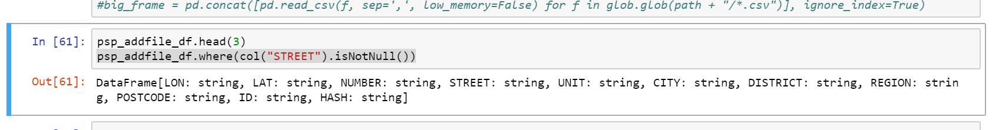 #big_frame = pd.concat([pd.read_csv(f, sep=',', low_memory=False) for f in glob.glob(path + "/*.csv")], ignore_index=True)
In [61]:
psp_addfile_df.head(3)
psp_addfile_df.where(col("STREET").isNotNull())
Out[61]:
DataFrame[LON: string, LAT: string, NUMBER: string, STREET: string, UNIT: string, CITY: string, DISTRICT: string, REGION: strin
g, POSTCODE: string, ID: string, HASH: string]